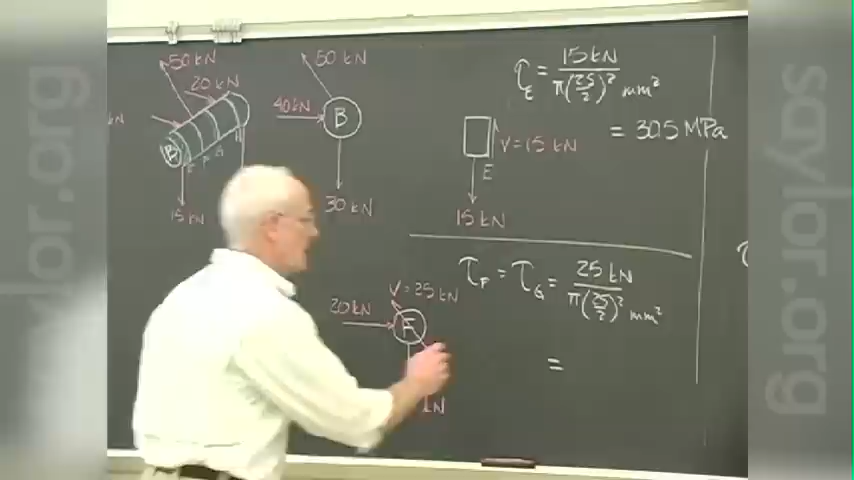 50 kN
20 kN
kN
B
E F G H
15 kN
50 kN
40 kN
B
30 kN
τE = 15 kN / π(25/2)² mm²
= 30.5 MPa
V = 15 kN
E
15 kN
τF = τG = 25 kN / π(25/2)² mm²
=
V = 25 kN
20 kN
F
kN
τ
saylor.org
saylor.org